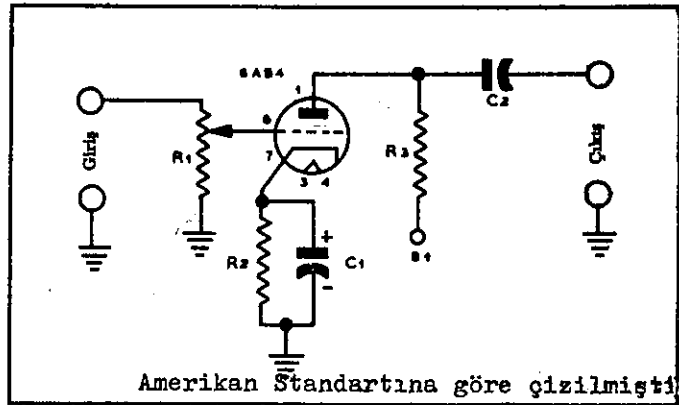 6AB4
1
C2
Giriş
6
R1
7
3 4
R3
Çıkış
R2
+
C1
-
B+
Amerikan Standartına göre çizilmişti